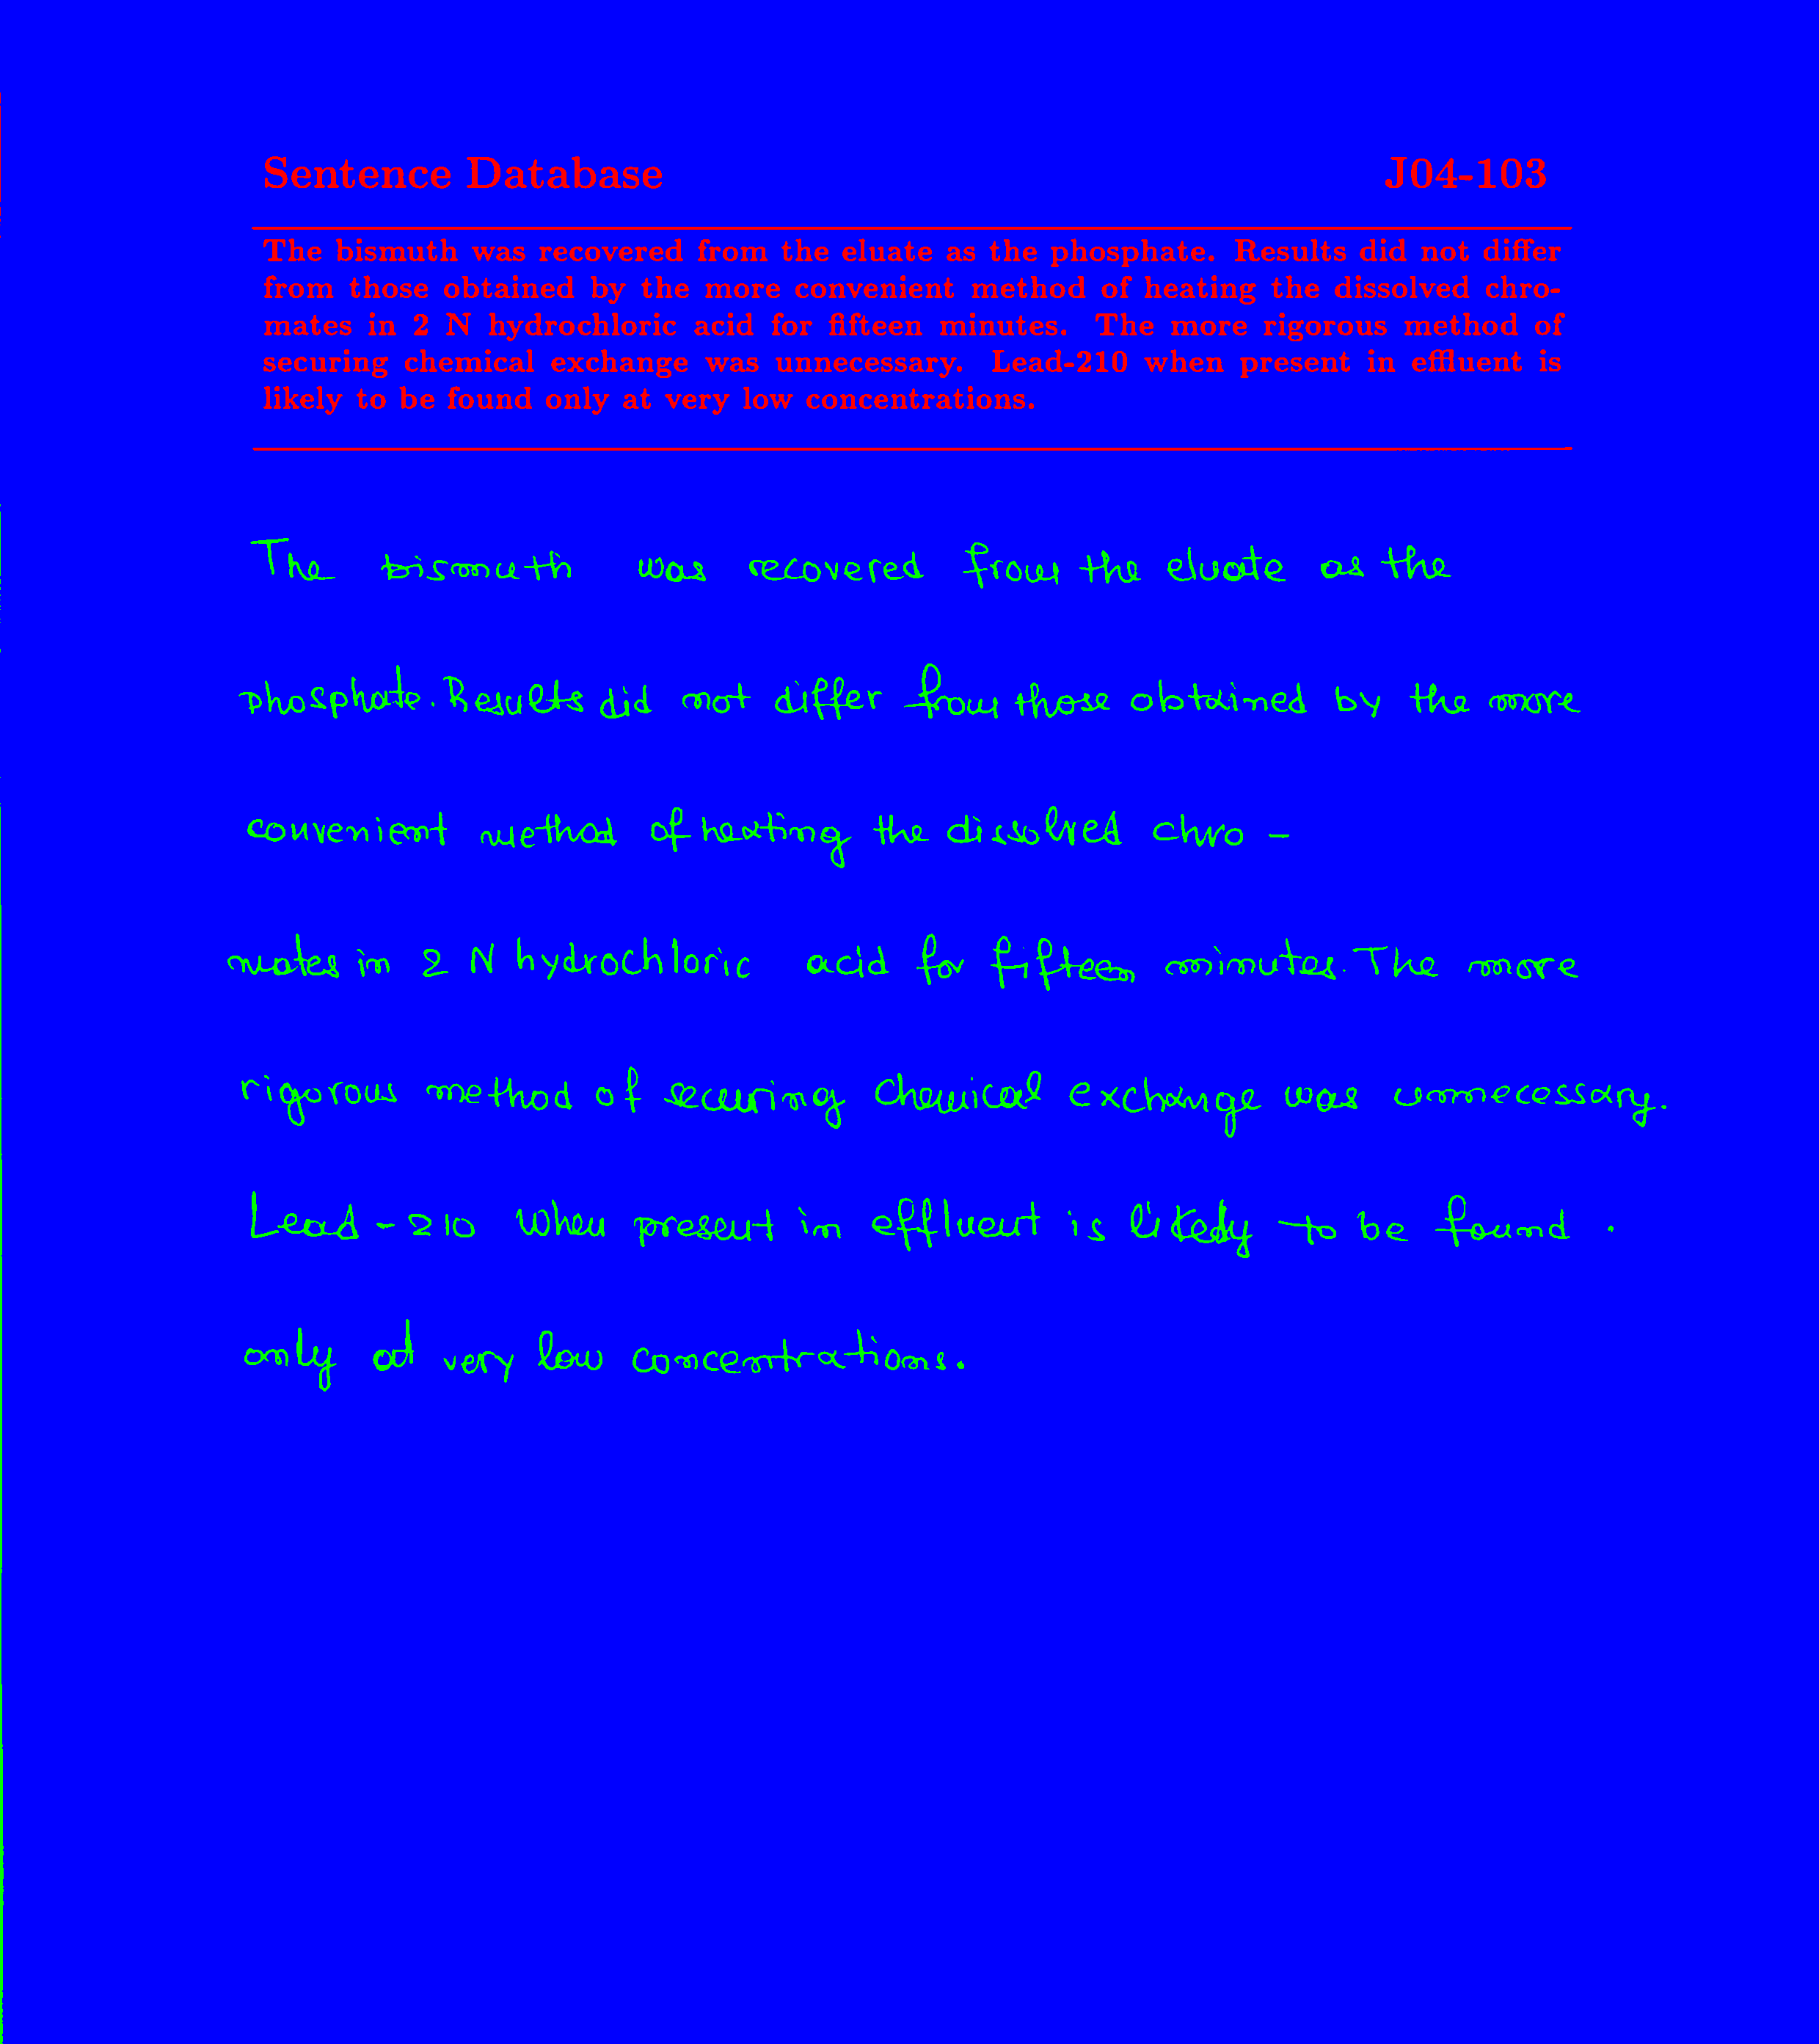 Sentence Database J04-103
The bismuth was recovered from the eluate as the phosphate. Results did not differ
from those obtained by the more convenient method of heating the dissolved chro-
mates in 2 N hydrochloric acid for fifteen minutes. The more rigorous method of
securing chemical exchange was unnecessary. Lead-210 when present in effluent is
likely to be found only at very low concentrations.
The bismuth was recovered from the eluate as the
phosphate. Results did not differ from those obtained by the more
convenient method of heating the dissolved chro-
mates in 2 N hydrochloric acid for fifteen minutes. The more
rigorous method of securing chemical exchange was unnecessary.
Lead-210 when present in effluent is likely to be found .
only at very low concentrations.